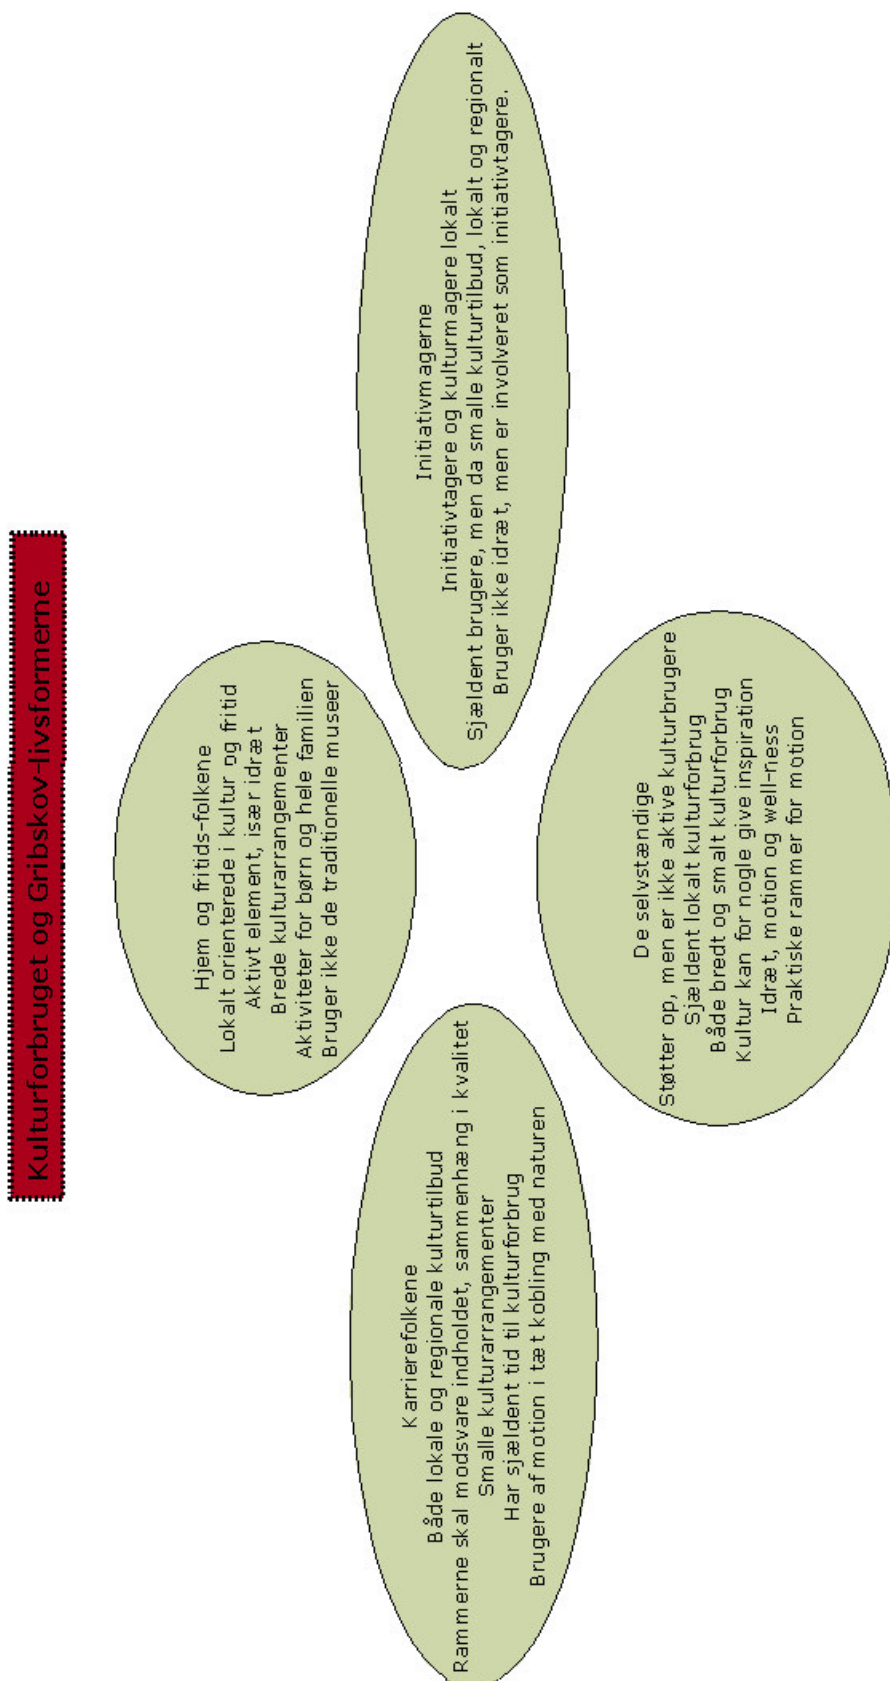 Kulturforbruget og Gribskov-livsformerne
Hjem og fritids-folkene
Lokalt orienterede i kultur og fritid
Aktivt element, især idræt
Brede kulturarrangementer
Aktiviteter for børn og hele familien
Bruger ikke de traditionelle museer
Karrierefolkene
Både lokale og regionale kulturtilbud
Rammerne skal modsvare indholdet, sammenhæng i kvalitet
Smalle kulturarrangementer
Har sjældent tid til kulturforbrug
Brugere af motion i tæt kobling med naturen
Initiativmagerne
Initiativtagere og kulturmagere lokalt
Sjældent brugere, men da smalle kulturtilbud, lokalt og regionalt
Bruger ikke idræt, men er involveret som initiativtagere.
De selvstændige
Støtter op, men er ikke aktive kulturbrugere
Sjældent lokalt kulturforbrug
Både bredt og smalt kulturforbrug
Kultur kan for nogle give inspiration
Idræt, motion og well-ness
Praktiske rammer for motion